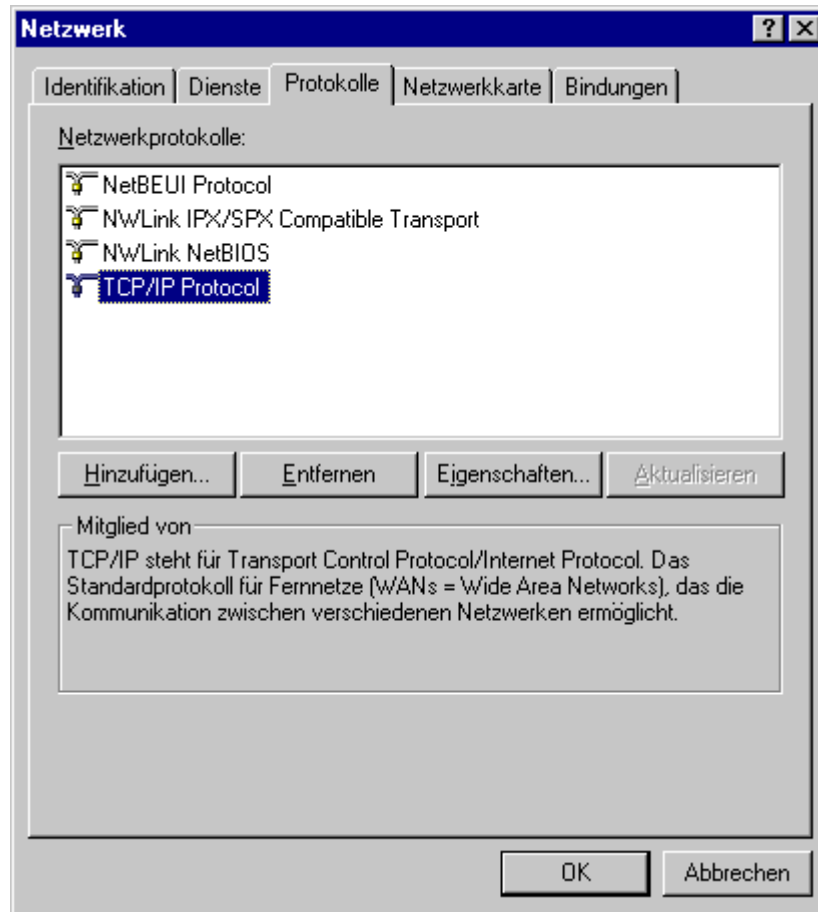 Netzwerk
Identifikation Dienste Protokolle Netzwerkkarte Bindungen
Netzwerkprotokolle:
NetBEUI Protocol
NWLink IPX/SPX Compatible Transport
NWLink NetBIOS
TCP/IP Protocol
Hinzufügen... Entfernen Eigenschaften... Aktualisieren
Mitglied von
TCP/IP steht für Transport Control Protocol/Internet Protocol. Das
Standardprotokoll für Fernnetze (WANs = Wide Area Networks), das die
Kommunikation zwischen verschiedenen Netzwerken ermöglicht.
OK Abbrechen